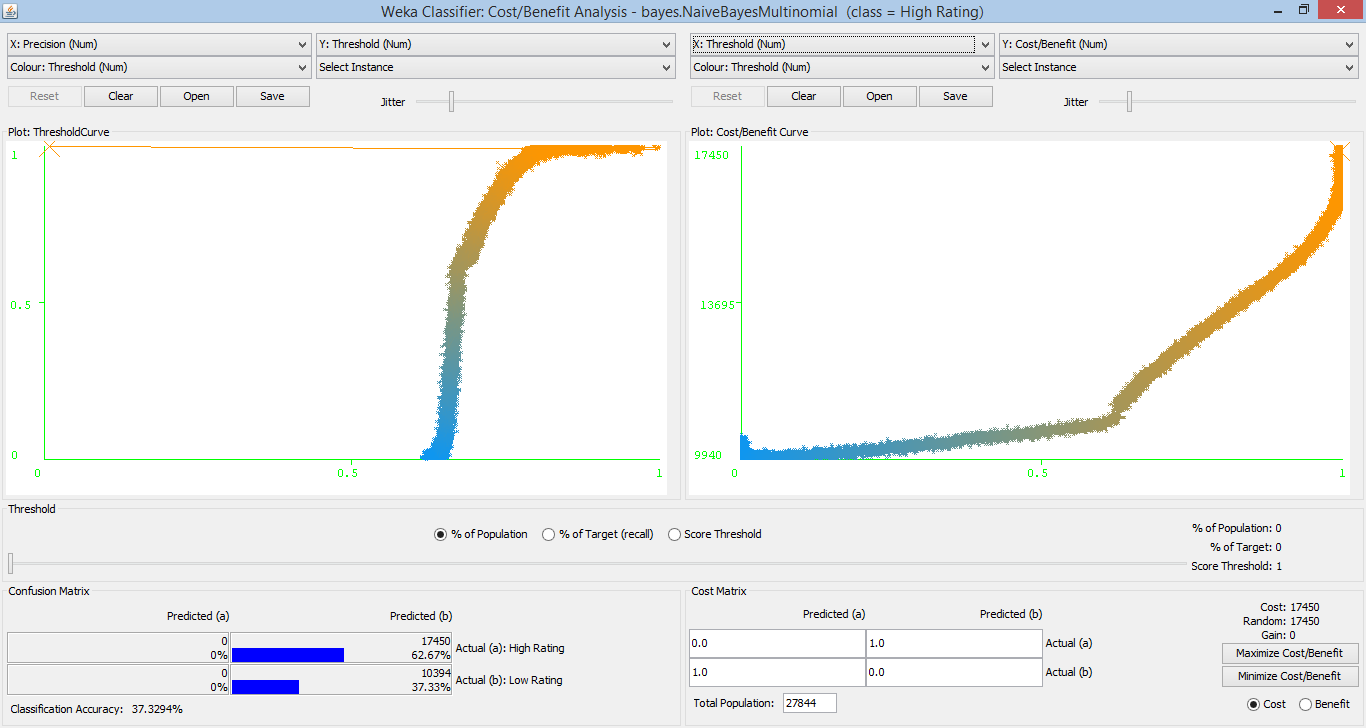 Weka Classifier: Cost/Benefit Analysis - bayes.NaiveBayesMultinomial (class = High Rating)
X: Precision (Num) Y: Threshold (Num)
Colour: Threshold (Num) Select Instance
Reset Clear Open Save Jitter
Plot: ThresholdCurve
1
0.5
0
0 0.5 1
X: Threshold (Num) Y: Cost/Benefit (Num)
Colour: Threshold (Num) Select Instance
Reset Clear Open Save Jitter
Plot: Cost/Benefit Curve
17450
13695
9940
0 0.5 1
Threshold
% of Population % of Target (recall) Score Threshold
% of Population: 0
% of Target: 0
Score Threshold: 1
Confusion Matrix
Predicted (a) Predicted (b)
0 17450
0% 62.67% Actual (a): High Rating
0 10394
0% 37.33% Actual (b): Low Rating
Classification Accuracy: 37.3294%
Cost Matrix
Predicted (a) Predicted (b)
0.0 1.0 Actual (a)
1.0 0.0 Actual (b)
Total Population: 27844
Cost: 17450
Random: 17450
Gain: 0
Maximize Cost/Benefit
Minimize Cost/Benefit
Cost Benefit